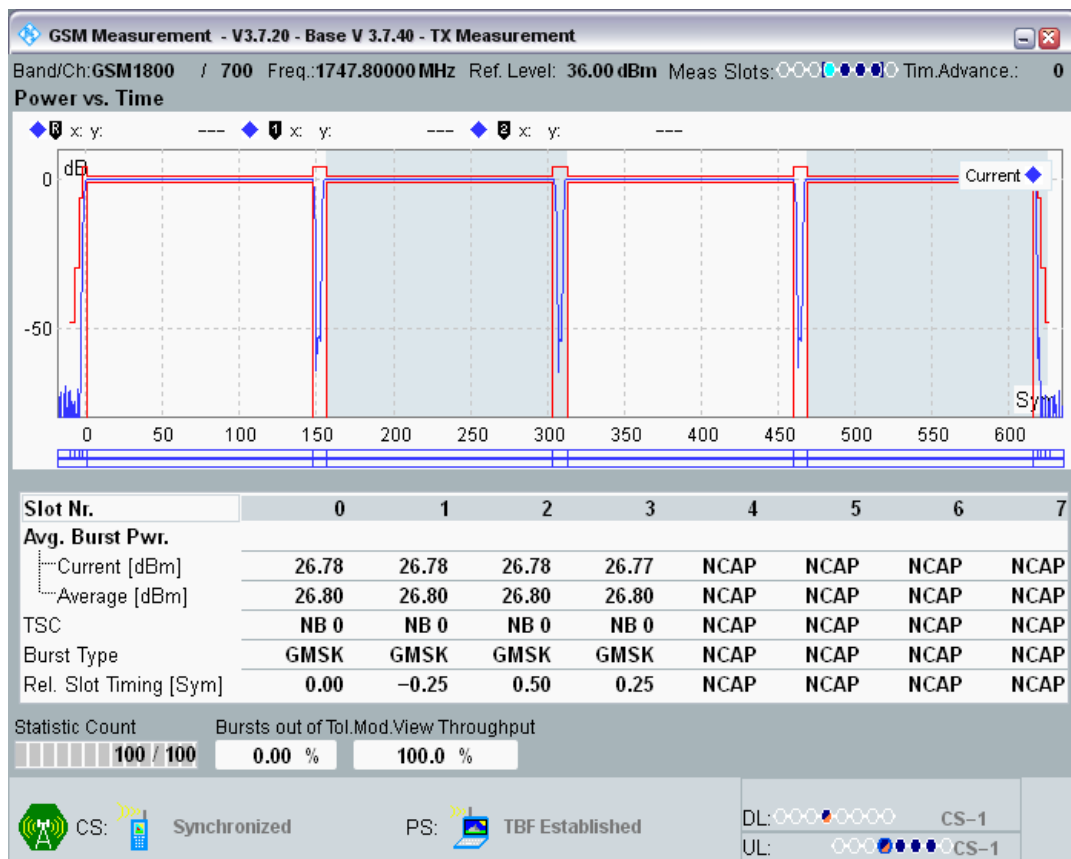 GSM Measurement - V3.7.20 - Base V 3.7.40 - TX Measurement
Band/Ch:GSM1800 / 700 Freq.:1747.80000 MHz Ref. Level: 36.00 dBm Meas Slots: Tim.Advance.: 0
Power vs. Time
R x: y: --- 1 x: y: --- 2 x: y: ---
dB
Current
0
-50
Sym
0 50 100 150 200 250 300 350 400 450 500 550 600
Slot Nr. 0 1 2 3 4 5 6 7
Avg. Burst Pwr.
Current [dBm] 26.78 26.78 26.78 26.77 NCAP NCAP NCAP NCAP
Average [dBm] 26.80 26.80 26.80 26.80 NCAP NCAP NCAP NCAP
TSC NB 0 NB 0 NB 0 NB 0 NCAP NCAP NCAP NCAP
Burst Type GMSK GMSK GMSK GMSK NCAP NCAP NCAP NCAP
Rel. Slot Timing [Sym] 0.00 −0.25 0.50 0.25 NCAP NCAP NCAP NCAP
Statistic Count Bursts out of Tol. Mod.View Throughput
100 / 100 0.00 % 100.0 %
CS: Synchronized PS: TBF Established
DL: CS−1
UL: CS−1